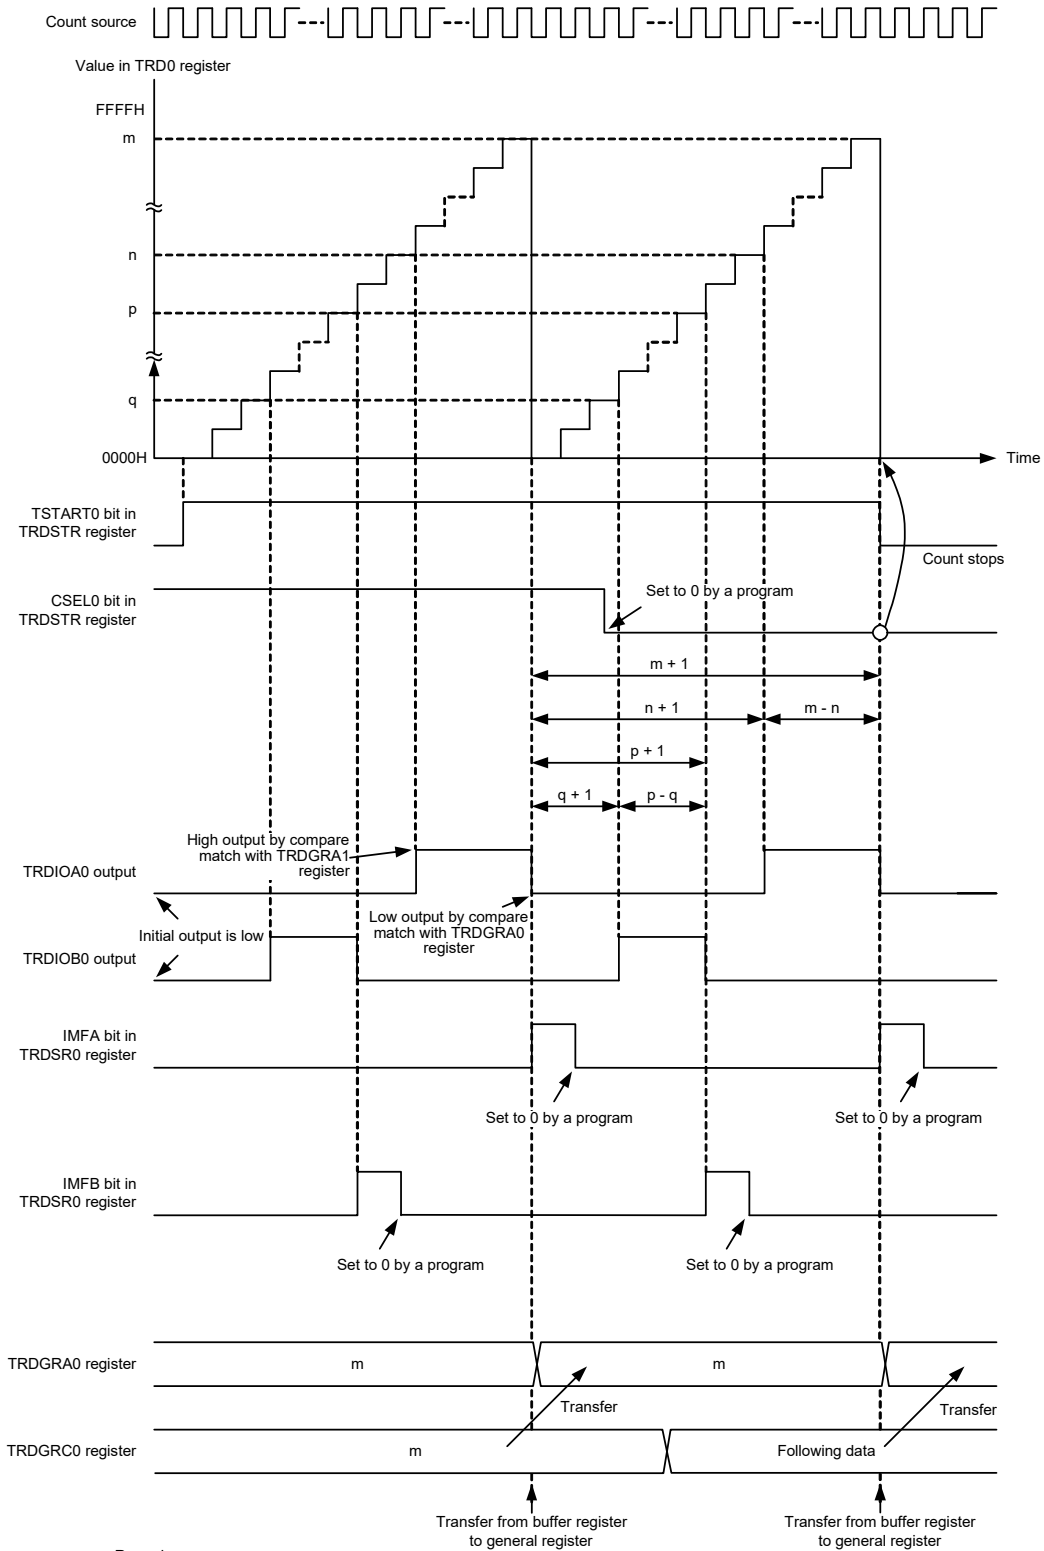 Count source
Value in TRD0 register
FFFFH
m
n
p
q
0000H
Time
TSTART0 bit in
TRDSTR register
Count stops
CSEL0 bit in
TRDSTR register
Set to 0 by a program
m + 1
n + 1
m - n
p + 1
q + 1
p - q
High output by compare
match with TRDGRA1
register
TRDIOA0 output
Low output by compare
match with TRDGRA0
register
Initial output is low
TRDIOB0 output
IMFA bit in
TRDSR0 register
Set to 0 by a program
Set to 0 by a program
IMFB bit in
TRDSR0 register
Set to 0 by a program
Set to 0 by a program
TRDGRA0 register
m
m
Transfer
Transfer
TRDGRC0 register
m
Following data
Transfer from buffer register
to general register
Transfer from buffer register
to general register